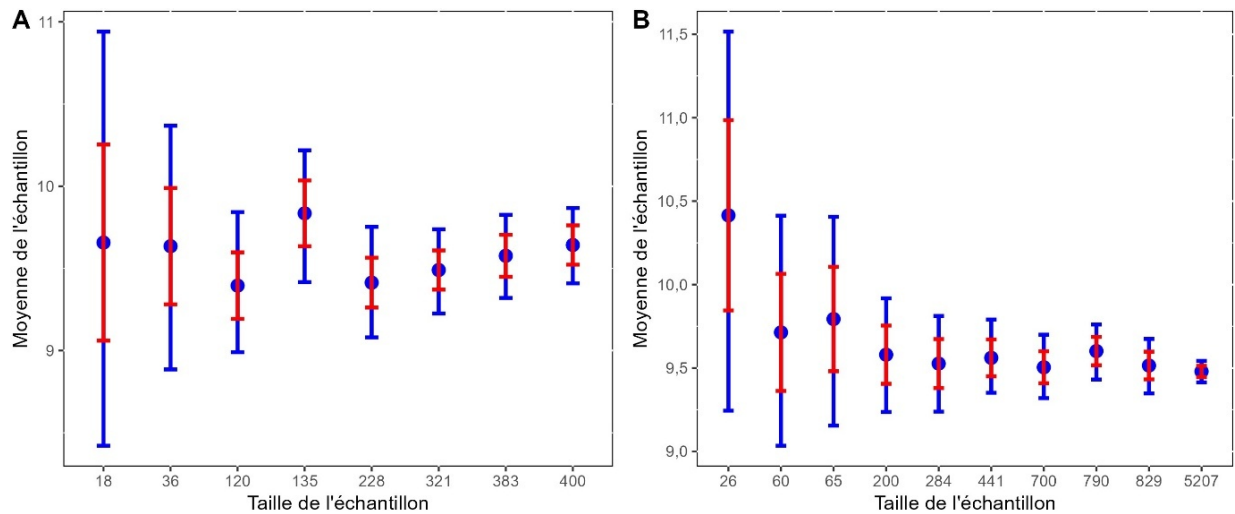 A
11
10
9
Moyenne de l'échantillon
18 36 120 135 228 321 383 400
Taille de l'échantillon
B
11,5
11,0
10,5
10,0
9,5
9,0
Moyenne de l'échantillon
26 60 65 200 284 441 700 790 829 5207
Taille de l'échantillon